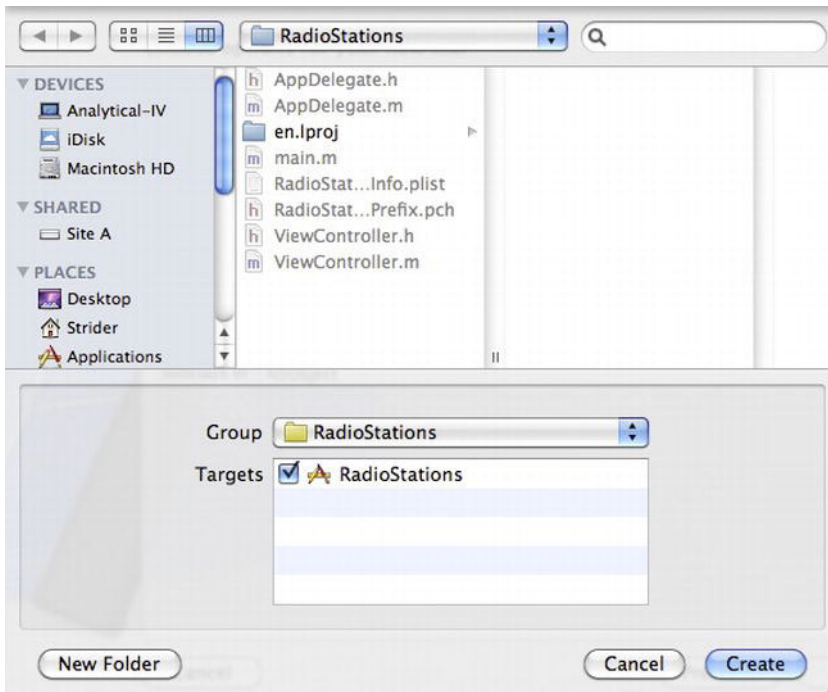 RadioStations
DEVICES
Analytical-IV
iDisk
Macintosh HD
SHARED
Site A
PLACES
Desktop
Strider
Applications
h AppDelegate.h
m AppDelegate.m
en.lproj
m main.m
RadioStat...Info.plist
h RadioStat...Prefix.pch
h ViewController.h
m ViewController.m
Group RadioStations
Targets RadioStations
New Folder
Cancel
Create